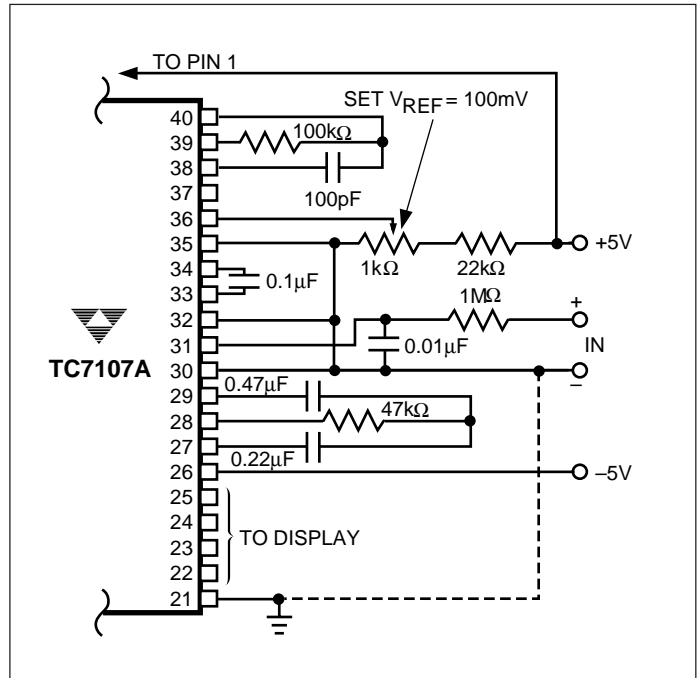 TO PIN 1
SET VREF = 100mV
40
39
38
37
36
35
34
33
32
31
30
29
28
27
26
25
24
23
22
21
100kΩ
100pF
+5V
1kΩ
22kΩ
0.1µF
1MΩ
+
IN
–
0.01µF
TC7107A
0.47µF
47kΩ
0.22µF
–5V
TO DISPLAY